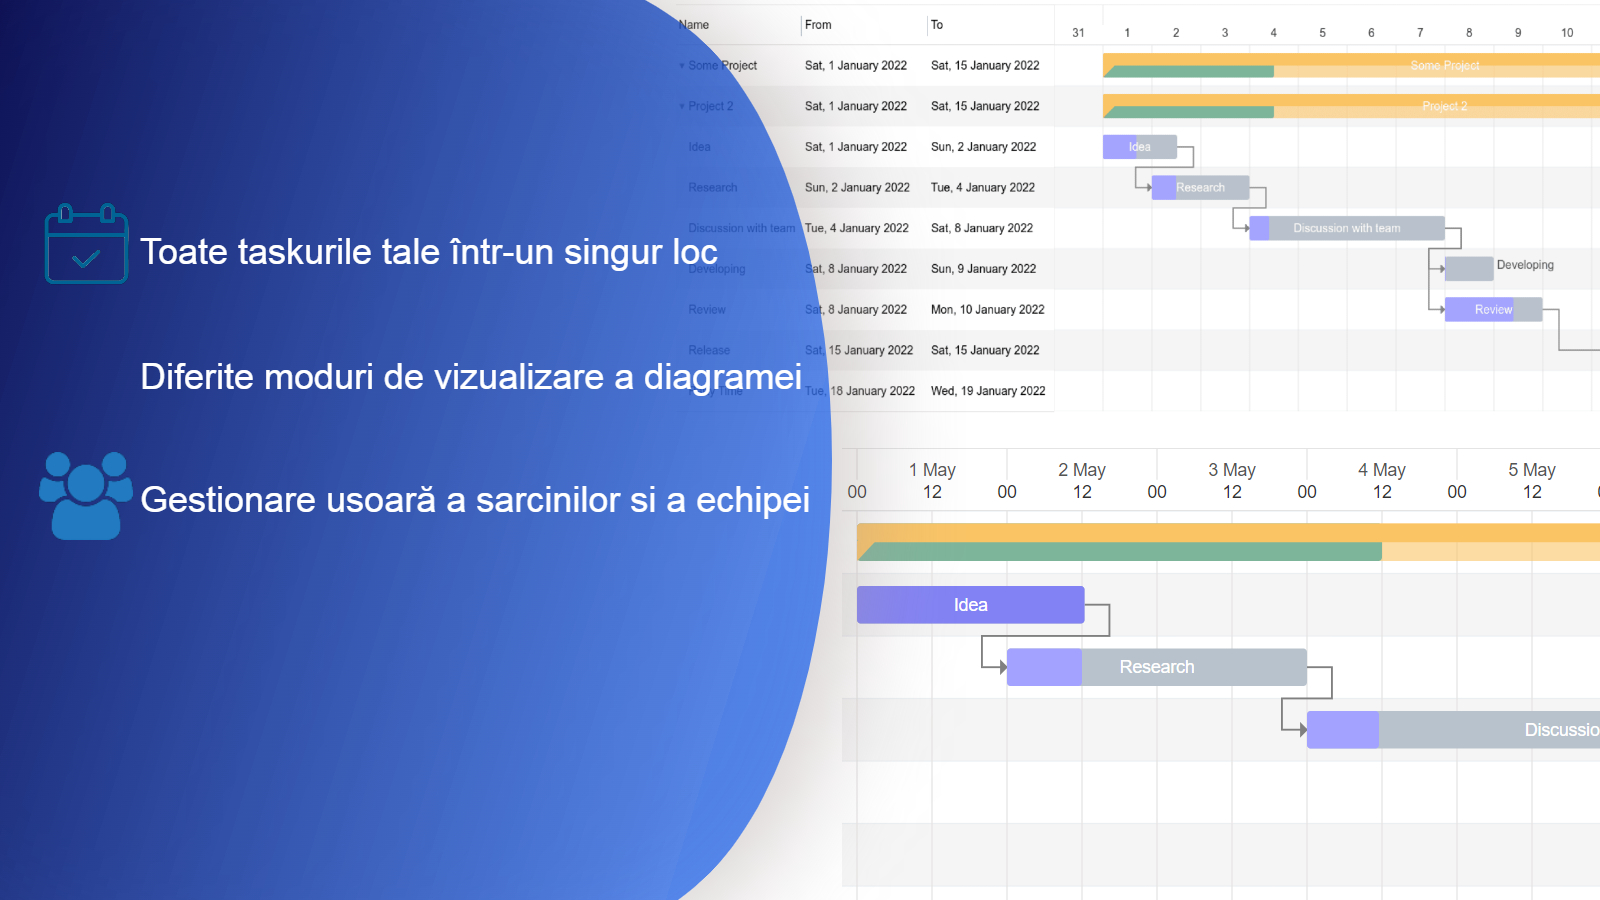 Toate taskurile tale într-un singur loc
Diferite moduri de vizualizare a diagramei
Gestionare usoară a sarcinilor si a echipei
Name From To
Some Project Sat, 1 January 2022 Sat, 15 January 2022
Project 2 Sat, 1 January 2022 Sat, 15 January 2022
Idea Sat, 1 January 2022 Sun, 2 January 2022
Research Sun, 2 January 2022 Tue, 4 January 2022
Discussion with team Tue, 4 January 2022 Sat, 8 January 2022
Developing Sat, 8 January 2022 Sun, 9 January 2022
Review Sat, 8 January 2022 Mon, 10 January 2022
Release Sat, 15 January 2022 Sat, 15 January 2022
Time Tue, 18 January 2022 Wed, 19 January 2022
31 1 2 3 4 5 6 7 8 9 10
Some Project
Project 2
Idea
Research
Discussion with team
Developing
Review
1 May 2 May 3 May 4 May 5 May
00 12 00 12 00 12 00 12 00 12
Idea
Research
Discussio